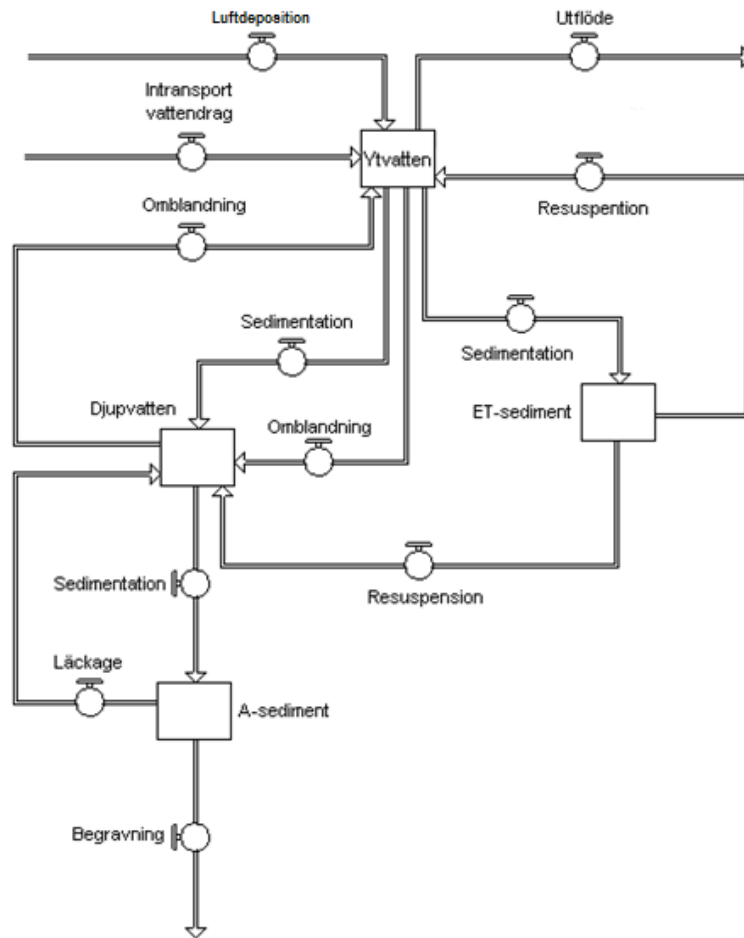 Luftdeposition
Utflöde
Intransport
vattendrag
Ytvatten
Omblandning
Resuspention
Sedimentation
Sedimentation
Djupvatten
Omblandning
ET-sediment
Sedimentation
Resuspension
Läckage
A-sediment
Begravning